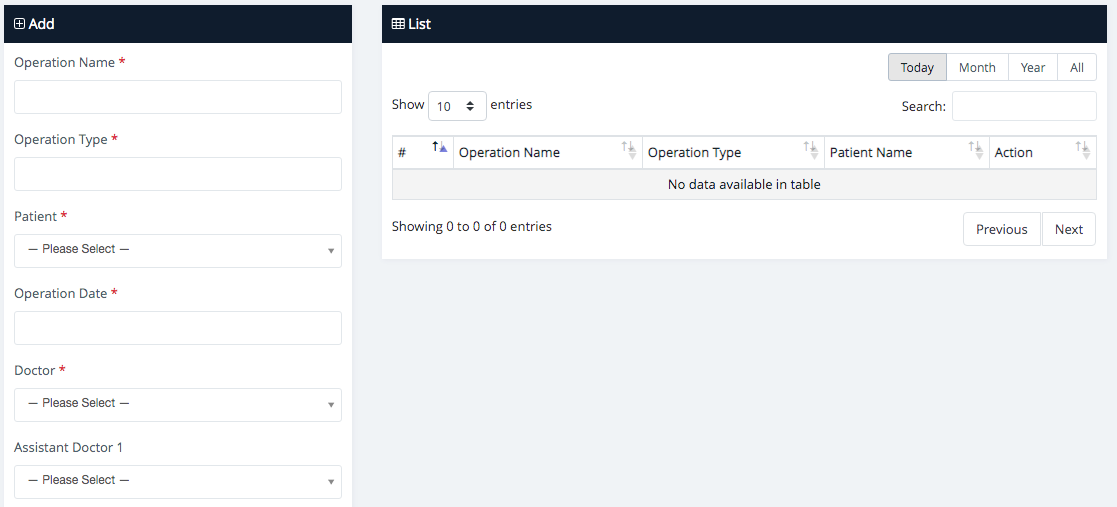 Add
Operation Name *
Operation Type *
Patient *
— Please Select —
Operation Date *
Doctor *
— Please Select —
Assistant Doctor 1
— Please Select —
List
Today Month Year All
Show 10 entries Search:
# Operation Name Operation Type Patient Name Action
No data available in table
Showing 0 to 0 of 0 entries
Previous Next